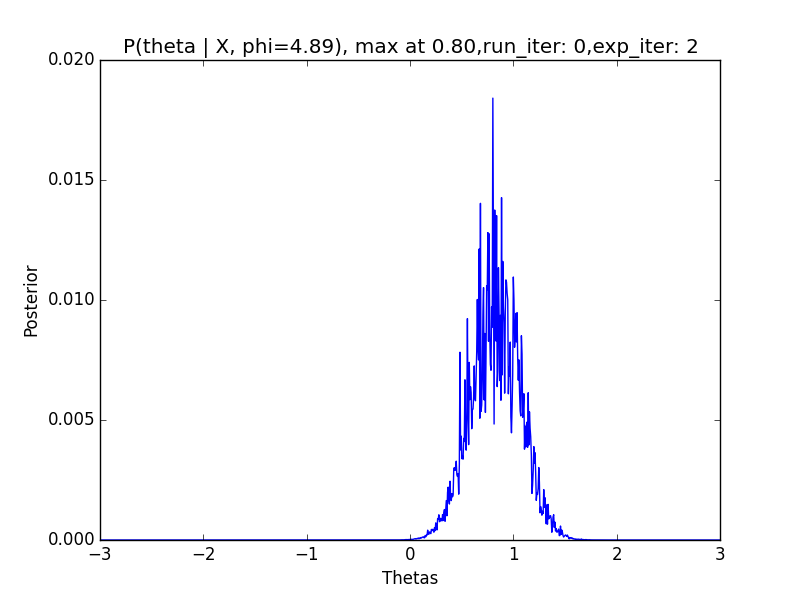 P(theta | X, phi=4.89), max at 0.80,run_iter: 0,exp_iter: 2
0.020
0.015
0.010
0.005
0.000
Posterior
−3 −2 −1 0 1 2 3
Thetas